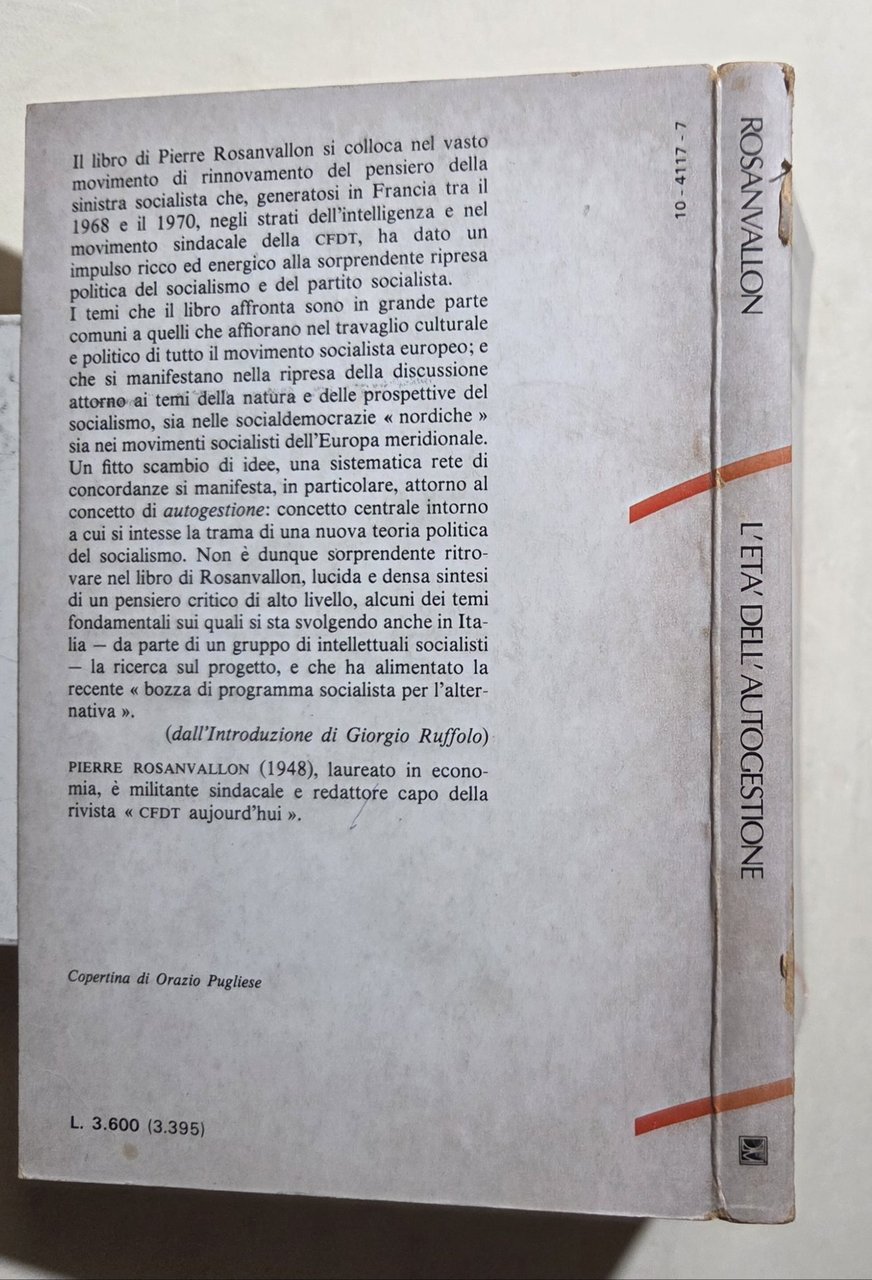 Il libro di Pierre Rosanvallon si colloca nel vasto
movimento di rinnovamento del pensiero della
sinistra socialista che, generatosi in Francia tra il
1968 e il 1970, negli strati dell'intelligenza e nel
movimento sindacale della CFDT, ha dato un
impulso ricco ed energico alla sorprendente ripresa
politica del socialismo e del partito socialista.
I temi che il libro affronta sono in grande parte
comuni a quelli che affiorano nel travaglio culturale
e politico di tutto il movimento socialista europeo; e
che si manifestano nella ripresa della discussione
attorno ai temi della natura e delle prospettive del
socialismo, sia nelle socialdemocrazie « nordiche »
sia nei movimenti socialisti dell'Europa meridionale.
Un fitto scambio di idee, una sistematica rete di
concordanze si manifesta, in particolare, attorno al
concetto di autogestione: concetto centrale intorno
a cui si intesse la trama di una nuova teoria politica
del socialismo. Non è dunque sorprendente ritro-
vare nel libro di Rosanvallon, lucida e densa sintesi
di un pensiero critico di alto livello, alcuni dei temi
fondamentali sui quali si sta svolgendo anche in Ita-
lia — da parte di un gruppo di intellettuali socialisti
— la ricerca sul progetto, e che ha alimentato la
recente « bozza di programma socialista per l'alter-
nativa ».
(dall'Introduzione di Giorgio Ruffolo)
PIERRE ROSANVALLON (1948), laureato in econo-
mia, è militante sindacale e redattore capo della
rivista « CFDT aujourd'hui ».
Copertina di Orazio Pugliese
L. 3.600 (3.395)
10-4117-7
ROSANVALLON
L'ETA' DELL'AUTOGESTIONE